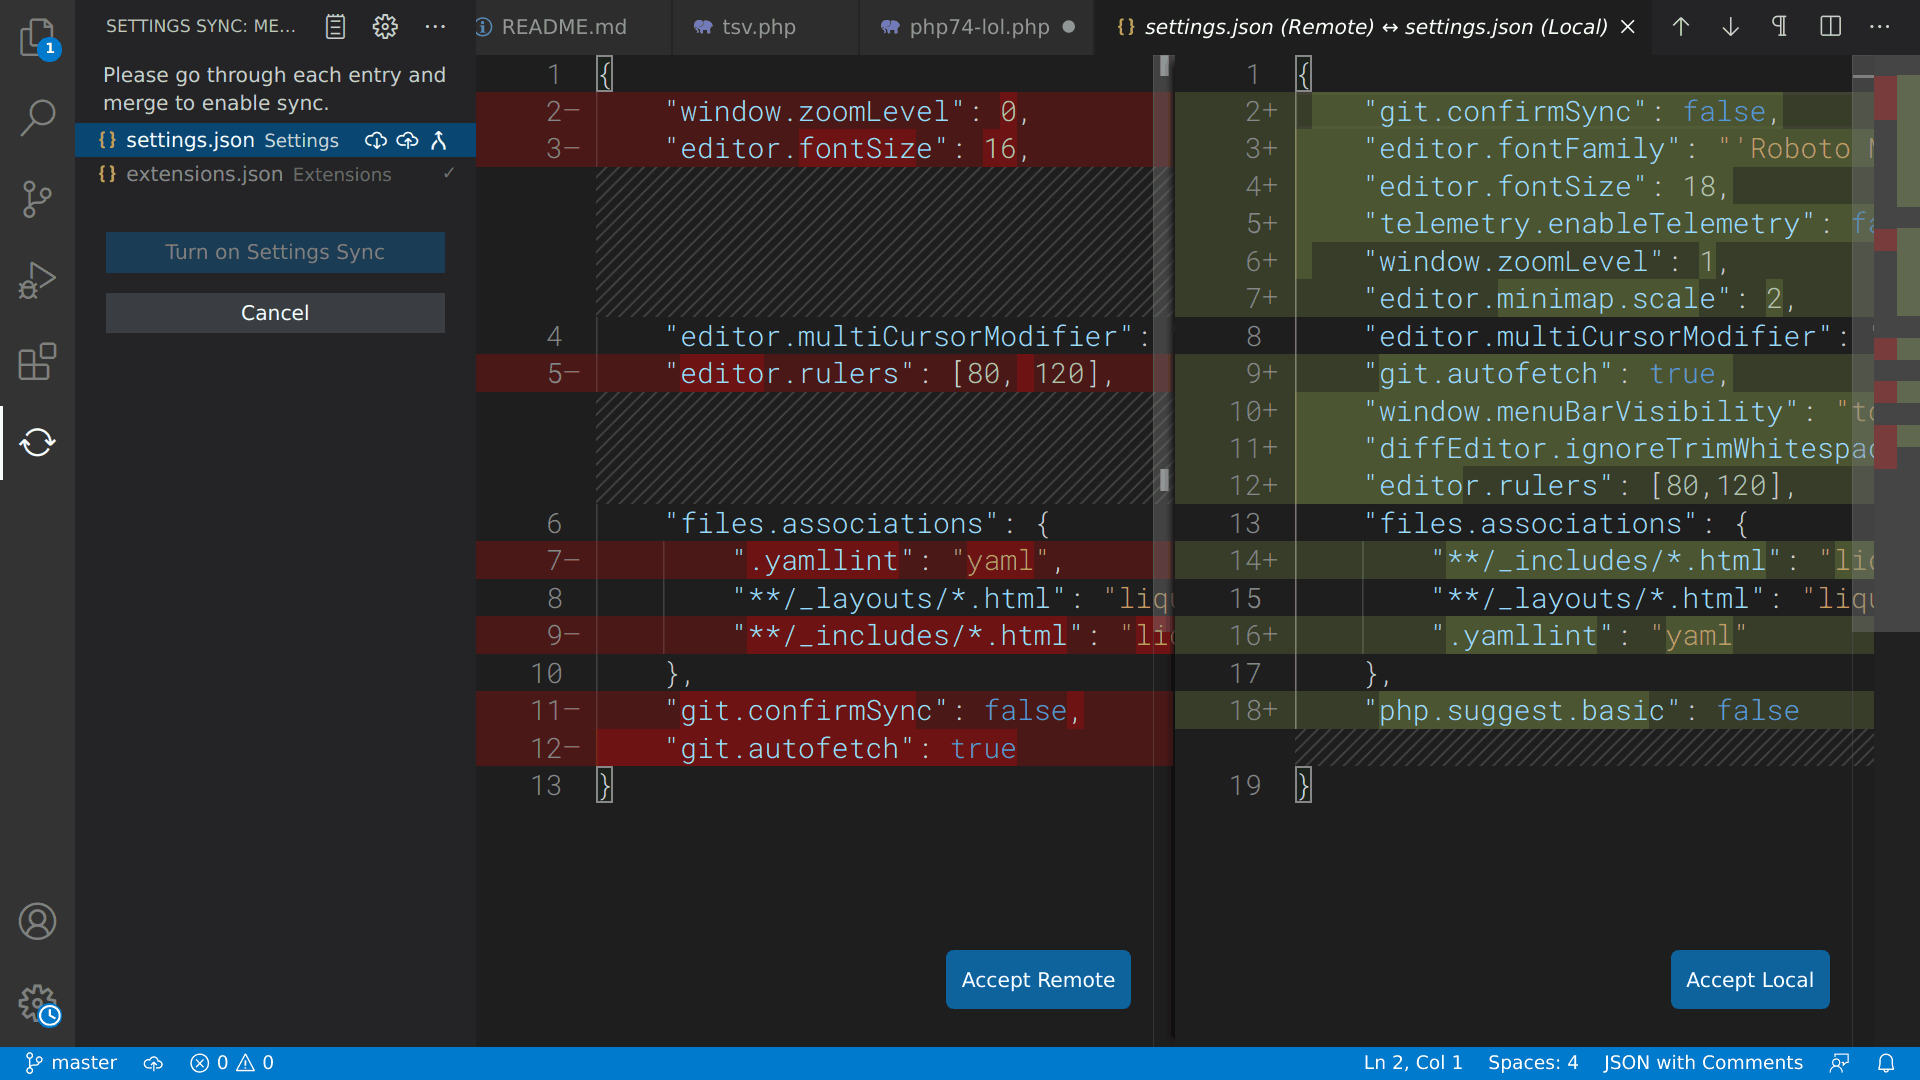 1
SETTINGS SYNC: ME...
README.md
tsv.php
php74-lol.php
settings.json (Remote) ↔ settings.json (Local)
Please go through each entry and
merge to enable sync.
settings.json Settings
extensions.json Extensions
Turn on Settings Sync
Cancel
1 {
2— "window.zoomLevel": 0,
3— "editor.fontSize": 16,
4 "editor.multiCursorModifier":
5— "editor.rulers": [80, 120],
6 "files.associations": {
7— ".yamllint": "yaml",
8 "**/_layouts/*.html": "liqu
9— "**/_includes/*.html": "liq
10 },
11— "git.confirmSync": false,
12— "git.autofetch": true
13 }
Accept Remote
1 {
2+ "git.confirmSync": false,
3+ "editor.fontFamily": "'Roboto M
4+ "editor.fontSize": 18,
5+ "telemetry.enableTelemetry": fa
6+ "window.zoomLevel": 1,
7+ "editor.minimap.scale": 2,
8 "editor.multiCursorModifier": "
9+ "git.autofetch": true,
10+ "window.menuBarVisibility": "to
11+ "diffEditor.ignoreTrimWhitespac
12+ "editor.rulers": [80,120],
13 "files.associations": {
14+ "**/_includes/*.html": "liq
15 "**/_layouts/*.html": "liqu
16+ ".yamllint": "yaml"
17 },
18+ "php.suggest.basic": false
19 }
Accept Local
master
0
0
Ln 2, Col 1
Spaces: 4
JSON with Comments